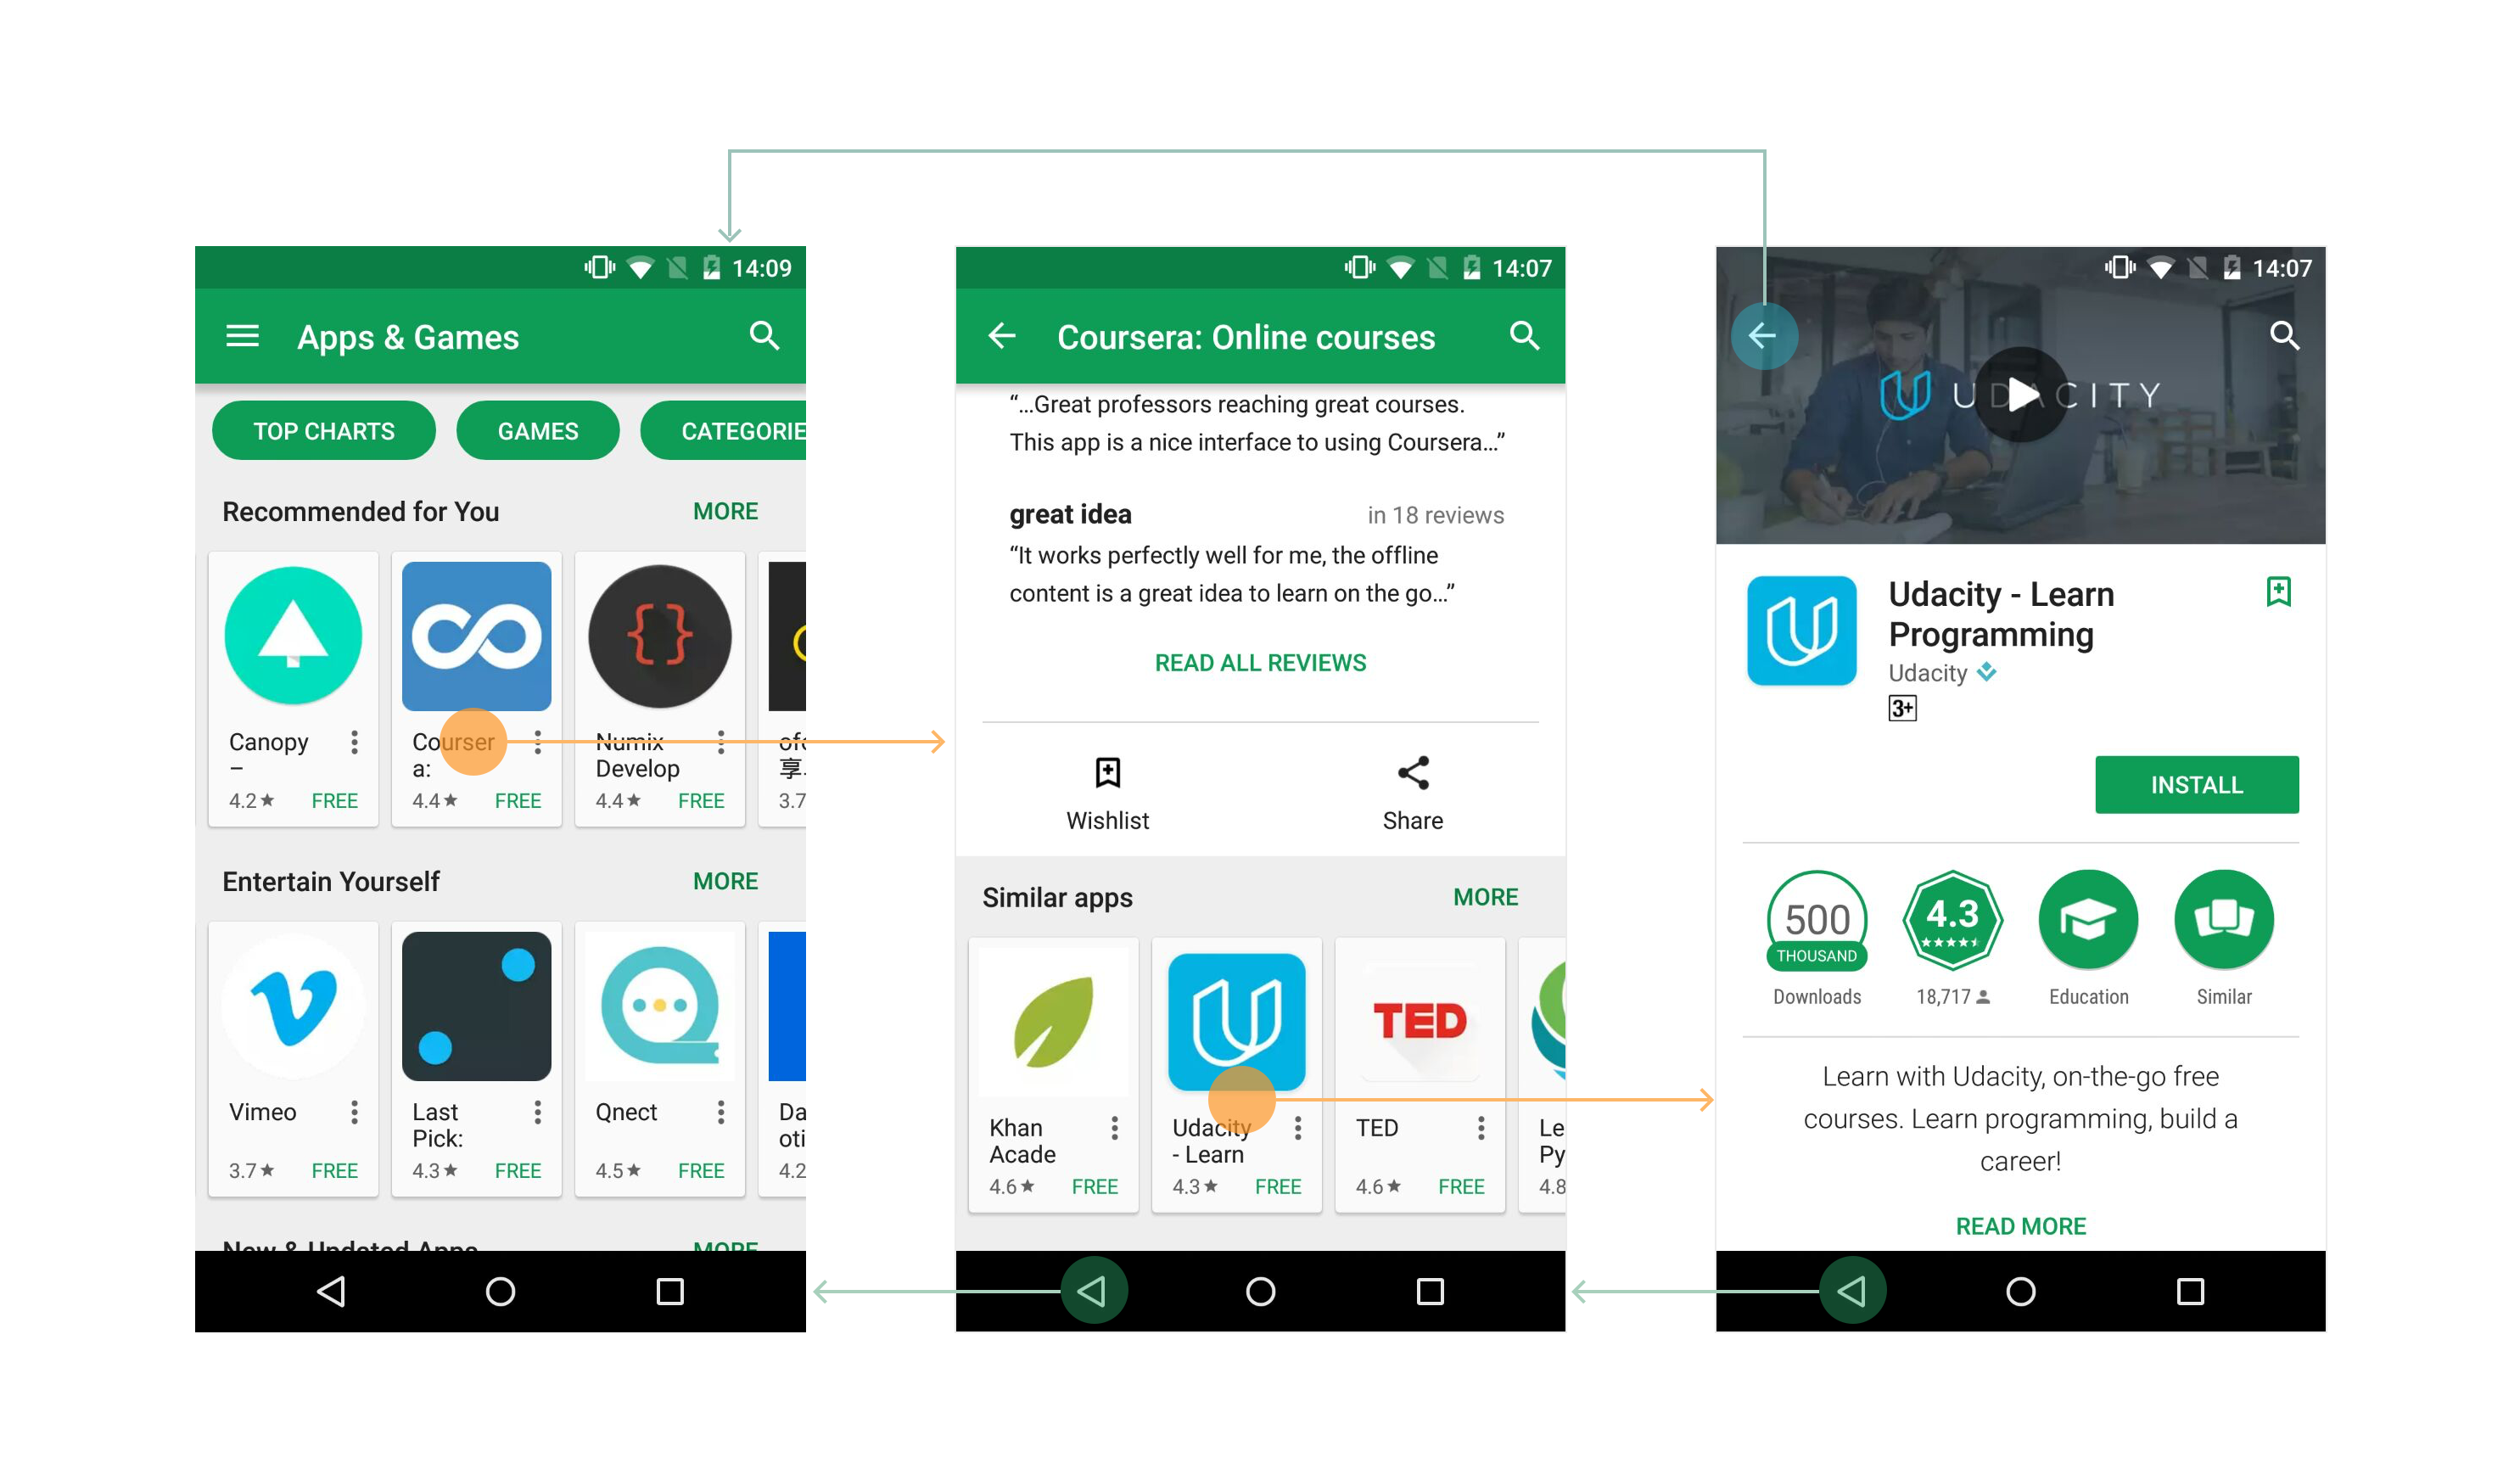 14:09
Apps & Games
TOP CHARTS
GAMES
CATEGORIE
Recommended for You
MORE
Canopy
–
4.2
FREE
Courser
a:
4.4
FREE
Numix
Develop
4.4
FREE
享.
3.7
Entertain Yourself
MORE
Vimeo
3.7
FREE
Last
Pick:
4.3
FREE
Qnect
4.5
FREE
Da
oti
4.2
New & Updated Apps
MORE
14:07
Coursera: Online courses
“…Great professors reaching great courses.
This app is a nice interface to using Coursera…”
great idea
in 18 reviews
“It works perfectly well for me, the offline
content is a great idea to learn on the go…”
READ ALL REVIEWS
Wishlist
Share
Similar apps
MORE
Khan
Acade
4.6
FREE
Udacity
- Learn
4.3
FREE
TED
TED
4.6
FREE
Le
Py
4.8
14:07
UDACITY
Udacity - Learn
Programming
Udacity
3+
INSTALL
500
THOUSAND
Downloads
4.3
18,717
Education
Similar
Learn with Udacity, on-the-go free
courses. Learn programming, build a
career!
READ MORE